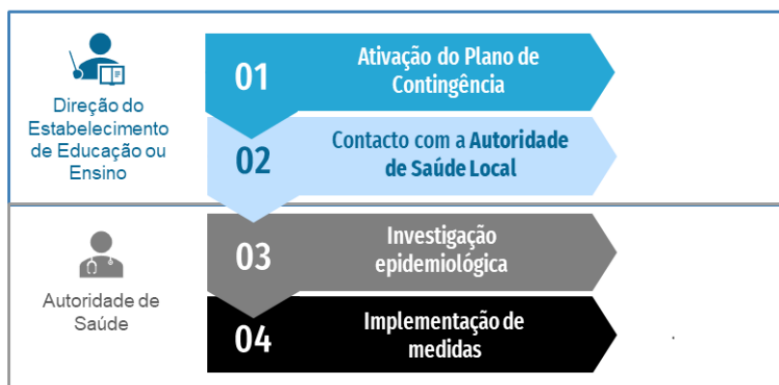 Direção do
Estabelecimento
de Educação ou
Ensino
01
Ativação do Plano de
Contingência
02
Contacto com a Autoridade
de Saúde Local
Autoridade de
Saúde
03
Investigação
epidemiológica
04
Implementação de
medidas
.